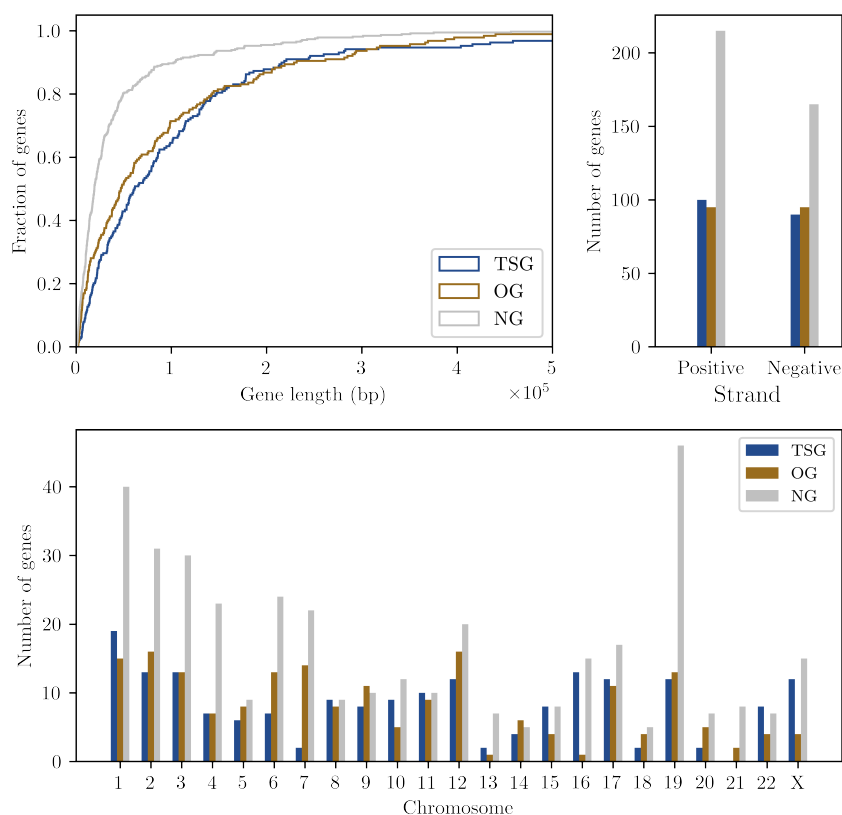 Fraction of genes
1.0
0.8
0.6
0.4
0.2
0.0
0 1 2 3 4 5
Gene length (bp)
×10⁵
TSG
OG
NG
Number of genes
200
150
100
50
0
Positive Negative
Strand
Number of genes
40
30
20
10
0
1 2 3 4 5 6 7 8 9 10 11 12 13 14 15 16 17 18 19 20 21 22 X
Chromosome
TSG
OG
NG